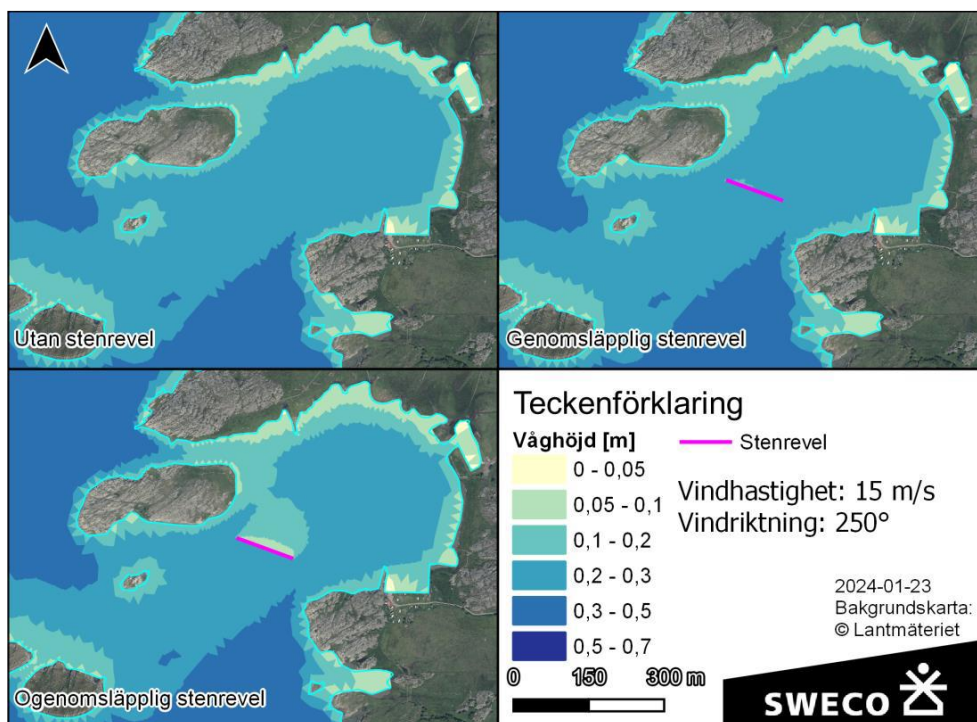 Utan stenrevel
Genomsläpplig stenrevel
Ogenomsläpplig stenrevel
Teckenförklaring
Våghöjd [m]
0 - 0,05
0,05 - 0,1
0,1 - 0,2
0,2 - 0,3
0,3 - 0,5
0,5 - 0,7
Stenrevel
Vindhastighet: 15 m/s
Vindriktning: 250°
2024-01-23
Bakgrundskarta:
© Lantmäteriet
0 150 300 m
SWECO